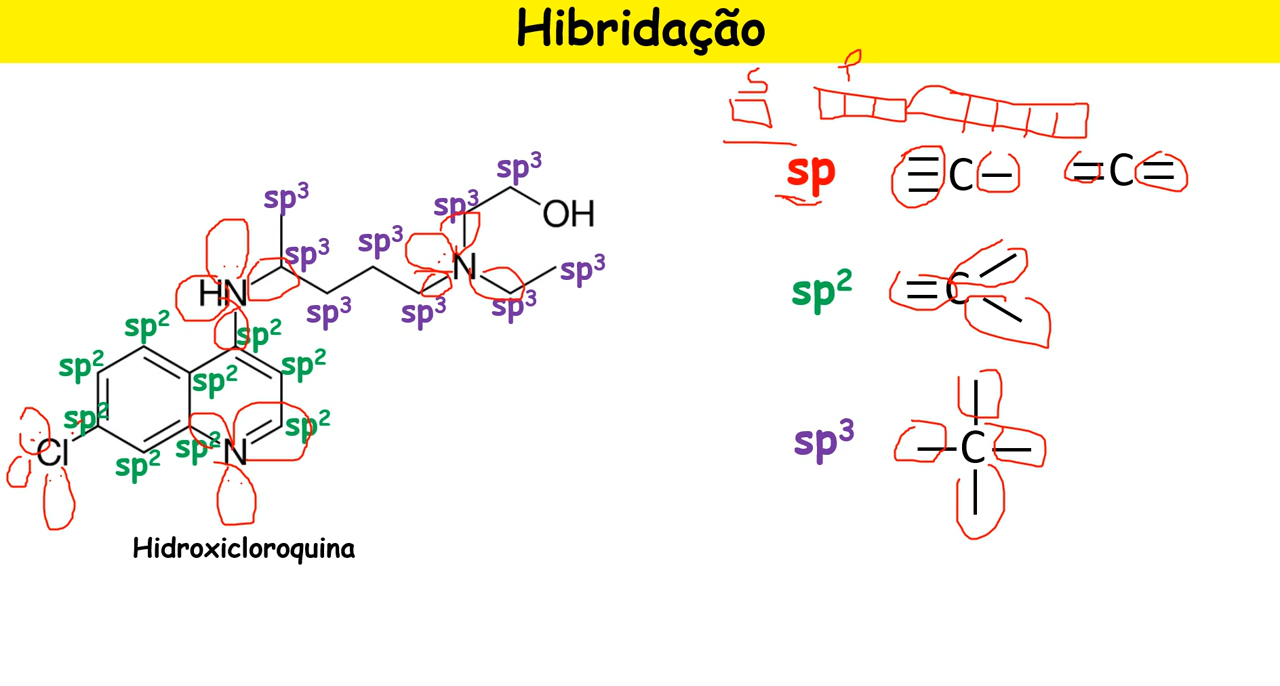 Hibridação
S P
sp ≡C− =C=
sp³
sp³
sp³ OH
sp³ sp³
HN sp³ sp³ N sp³ sp³
sp² sp²
sp² sp² sp²
sp² sp² sp²
Cl sp² N
sp² C
sp³ C
Hidroxicloroquina